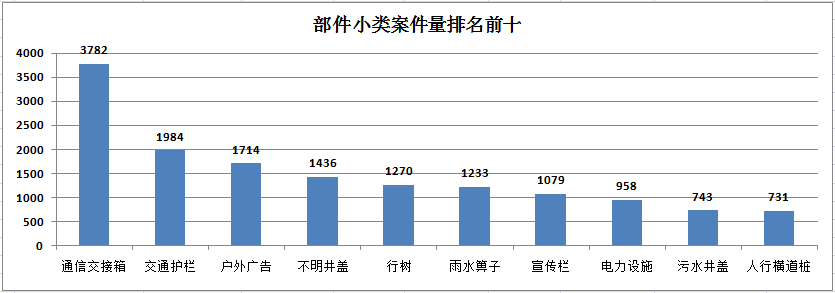 部件小类案件量排名前十
4000
3500
3000
2500
2000
1500
1000
500
0
3782
1984
1714
1436
1270
1233
1079
958
743
731
通信交接箱
交通护栏
户外广告
不明井盖
行树
雨水箅子
宣传栏
电力设施
污水井盖
人行横道桩